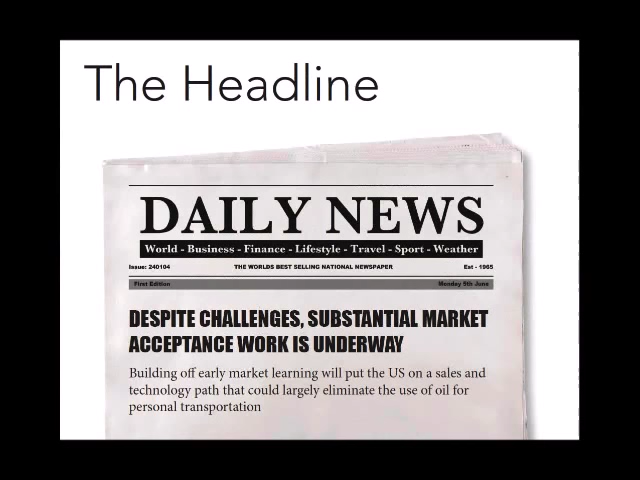 The Headline
DAILY NEWS
World - Business - Finance - Lifestyle - Travel - Sport - Weather
Issue: 240104 THE WORLDS BEST SELLING NATIONAL NEWSPAPER Est - 1965
First Edition Monday 5th June
DESPITE CHALLENGES, SUBSTANTIAL MARKET
ACCEPTANCE WORK IS UNDERWAY
Building off early market learning will put the US on a sales and
technology path that could largely eliminate the use of oil for
personal transportation